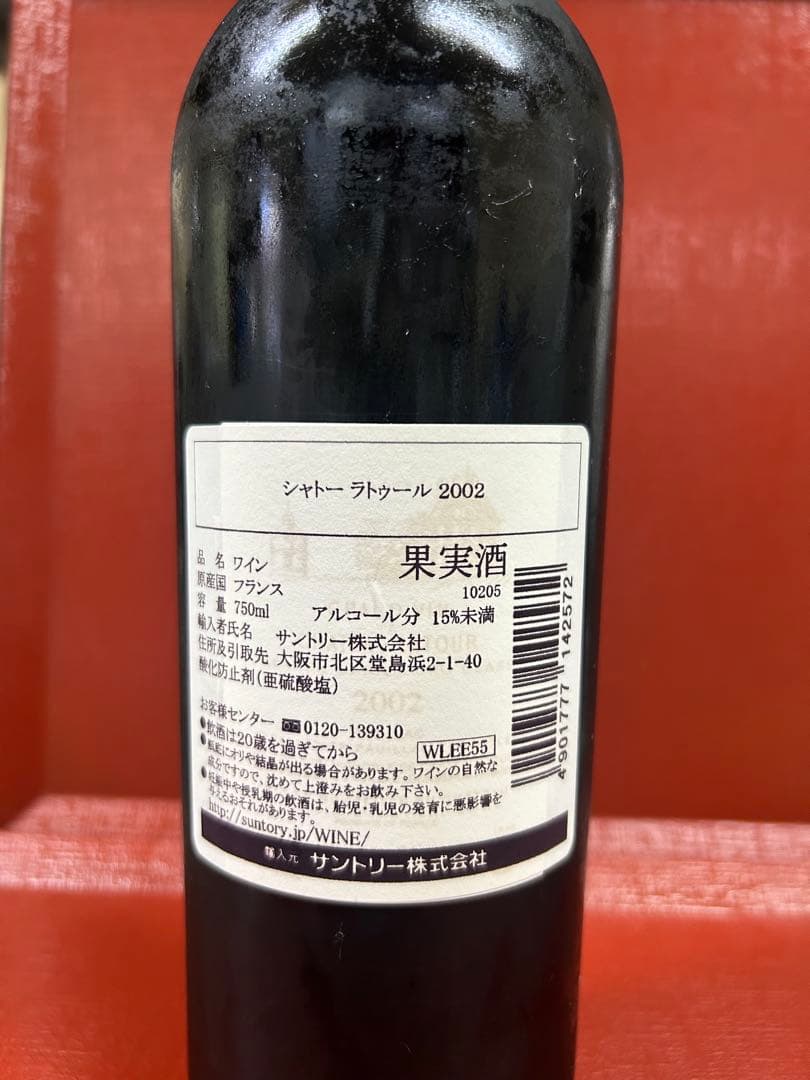 シャトー ラトゥール 2002
果実酒
10205
品 名 ワイン
原産国 フランス
容 量 750ml アルコール分 15%未満
輸入者氏名 サントリー株式会社
住所及引取先 大阪市北区堂島浜2-1-40
酸化防止剤(亜硫酸塩)
お客様センター 0120-139310
●飲酒は20歳を過ぎてから
WLEE55
●瓶底にオリや結晶が出る場合があります。ワインの自然な
成分ですので、沈めて上澄みをお飲み下さい。
●妊娠中や授乳期の飲酒は、胎児・乳児の発育に悪影響を
与えるおそれがあります。
http://suntory.jp/WINE/
輸入元 サントリー株式会社
4 901777 142572
TOUR
2002